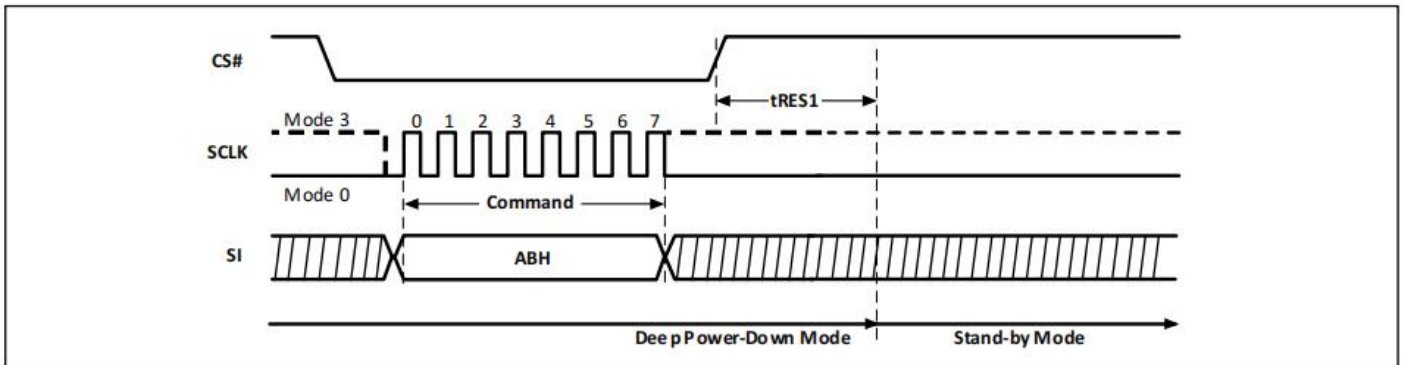 CS#
tRES1
Mode 3
0 1 2 3 4 5 6 7
SCLK
Mode 0
Command
SI
ABH
Deep Power-Down Mode
Stand-by Mode